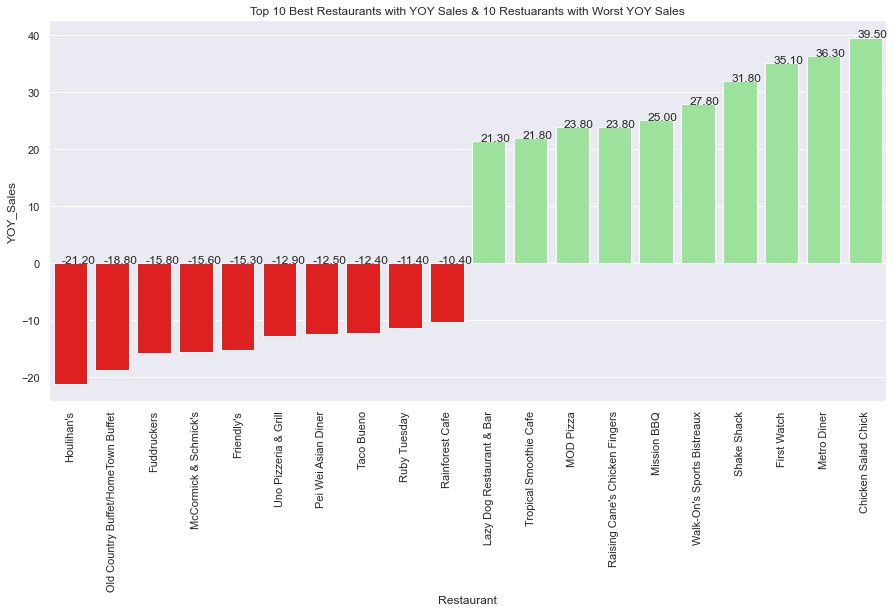 Top 10 Best Restaurants with YOY Sales & 10 Restuarants with Worst YOY Sales
YOY_Sales
40
30
20
10
0
−10
−20
-21.20
-18.80
-15.80
-15.60
-15.30
-12.90
-12.50
-12.40
-11.40
-10.40
21.30
21.80
23.80
23.80
25.00
27.80
31.80
35.10
36.30
39.50
Houlihan's
Old Country Buffet/HomeTown Buffet
Fuddruckers
McCormick & Schmick's
Friendly's
Uno Pizzeria & Grill
Pei Wei Asian Diner
Taco Bueno
Ruby Tuesday
Rainforest Cafe
Lazy Dog Restaurant & Bar
Tropical Smoothie Cafe
MOD Pizza
Raising Cane's Chicken Fingers
Mission BBQ
Walk-On's Sports Bistreaux
Shake Shack
First Watch
Metro Diner
Chicken Salad Chick
Restaurant